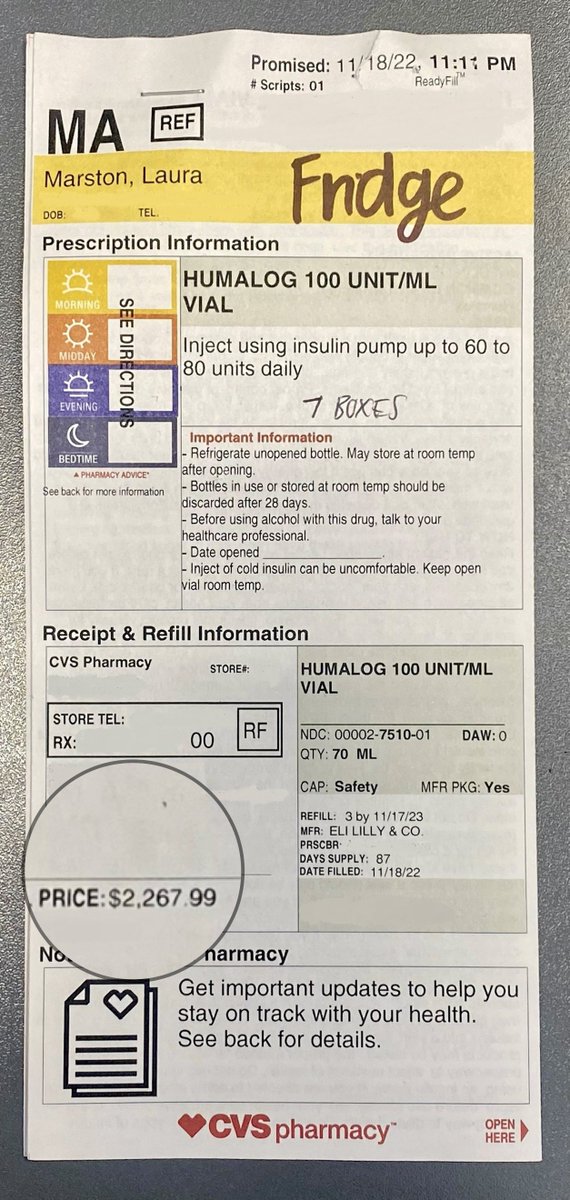 Promised: 11/18/22, 11:11 PM
# Scripts: 01
ReadyFill™
MA
REF
Marston, Laura
DOB:
TEL.
Fridge
Prescription Information
MORNING
MIDDAY
EVENING
BEDTIME
SEE DIRECTIONS
▲ PHARMACY ADVICE*
See back for more information
HUMALOG 100 UNIT/ML
VIAL
Inject using insulin pump up to 60 to
80 units daily
7 BOXES
Important Information
- Refrigerate unopened bottle. May store at room temp
after opening.
- Bottles in use or stored at room temp should be
discarded after 28 days.
- Before using alcohol with this drug, talk to your
healthcare professional.
- Date opened ____________________.
- Inject of cold insulin can be uncomfortable. Keep open
vial room temp.
Receipt & Refill Information
CVS Pharmacy
STORE#:
STORE TEL:
RX:
00
RF
PRICE:$2,267.99
HUMALOG 100 UNIT/ML
VIAL
NDC: 00002-7510-01 DAW: 0
QTY: 70 ML
CAP: Safety MFR PKG: Yes
REFILL: 3 by 11/17/23
MFR: ELI LILLY & CO.
PRSCBR:
DAYS SUPPLY: 87
DATE FILLED: 11/18/22
No harmacy
Get important updates to help you
stay on track with your health.
See back for details.
CVS pharmacy™
OPEN
HERE